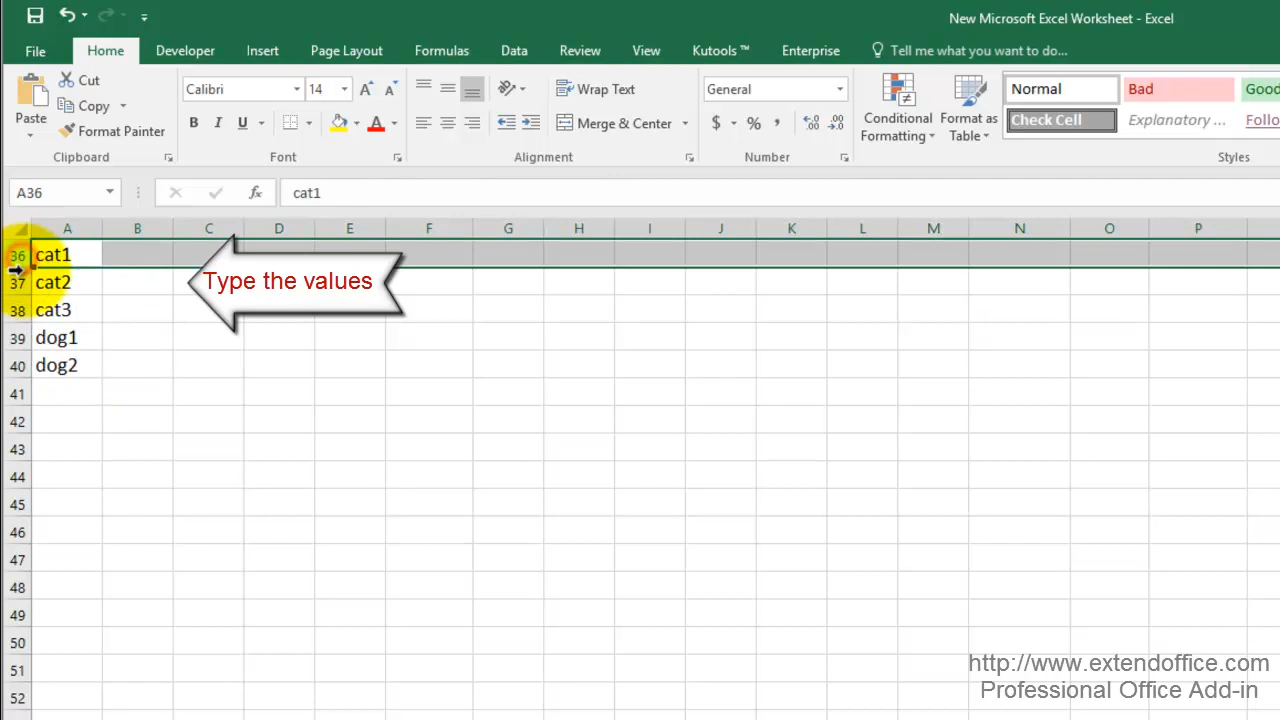 New Microsoft Excel Worksheet - Excel
File Home Developer Insert Page Layout Formulas Data Review View Kutools ™ Enterprise Tell me what you want to do...
Paste
Cut
Copy
Format Painter
Clipboard
Calibri 14
B I U A
Font
Wrap Text
Merge & Center
Alignment
General
$ % ,
Number
Conditional
Formatting
Format as
Table
Normal Bad Good
Check Cell Explanatory ... Follo
Styles
A36 fx cat1
A B C D E F G H I J K L M N O P
36 cat1
37 cat2
38 cat3
39 dog1
40 dog2
41
42
43
44
45
46
47
48
49
50
51
52
Type the values
http://www.extendoffice.com
Professional Office Add-in